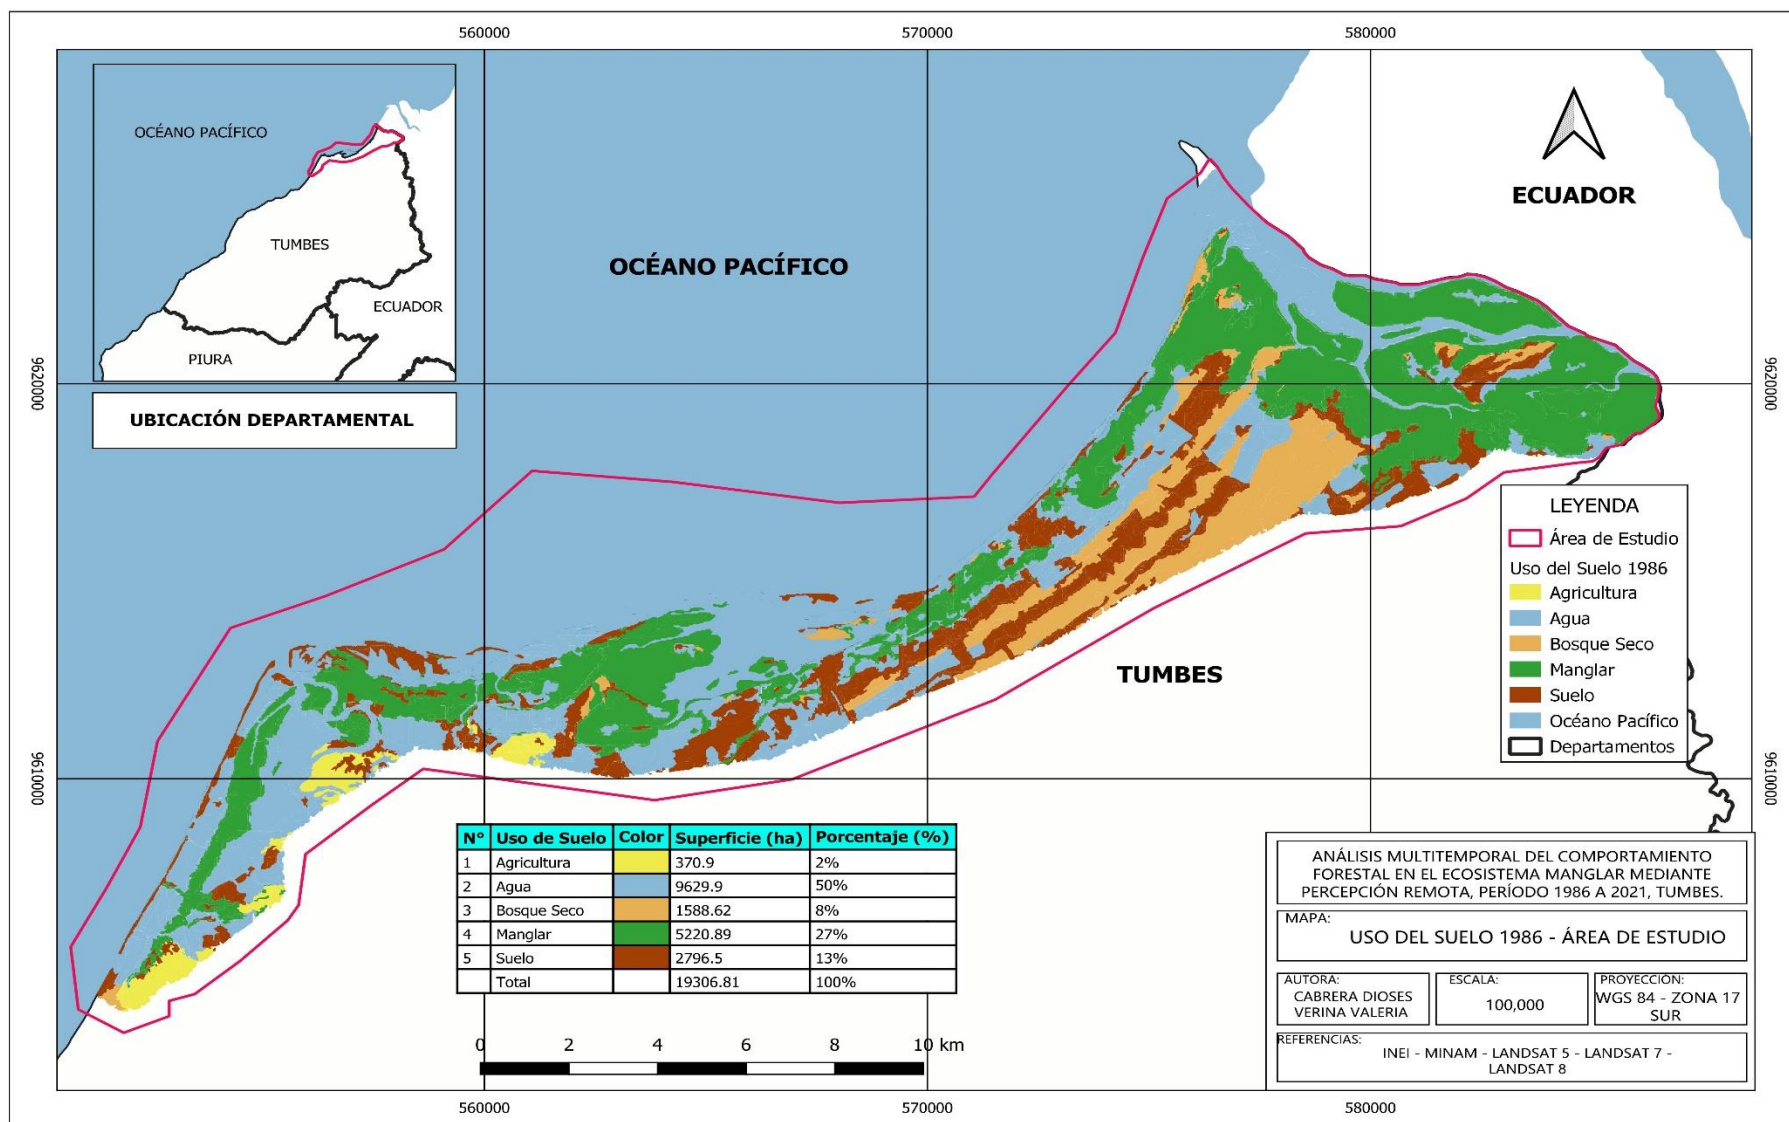 560000
570000
580000
OCÉANO PACÍFICO
TUMBES
ECUADOR
PIURA
UBICACIÓN DEPARTAMENTAL
OCÉANO PACÍFICO
ECUADOR
TUMBES
9620000
9620000
9610000
9610000
LEYENDA
Área de Estudio
Uso del Suelo 1986
Agricultura
Agua
Bosque Seco
Manglar
Suelo
Océano Pacífico
Departamentos
N° Uso de Suelo Color Superficie (ha) Porcentaje (%)
1 Agricultura 370.9 2%
2 Agua 9629.9 50%
3 Bosque Seco 1588.62 8%
4 Manglar 5220.89 27%
5 Suelo 2796.5 13%
Total 19306.81 100%
0 2 4 6 8 10 km
ANÁLISIS MULTITEMPORAL DEL COMPORTAMIENTO
FORESTAL EN EL ECOSISTEMA MANGLAR MEDIANTE
PERCEPCIÓN REMOTA, PERÍODO 1986 A 2021, TUMBES.
MAPA:
USO DEL SUELO 1986 - ÁREA DE ESTUDIO
AUTORA:
CABRERA DIOSES
VERINA VALERIA
ESCALA:
100,000
PROYECCIÓN:
WGS 84 - ZONA 17
SUR
REFERENCIAS:
INEI - MINAM - LANDSAT 5 - LANDSAT 7 -
LANDSAT 8
560000
570000
580000